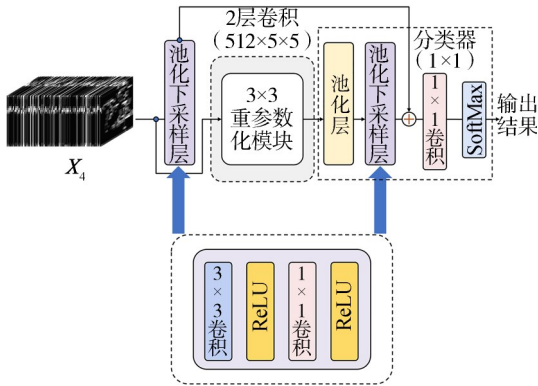 2层卷积
(512×5×5)
分类器
(1×1)
池化下采样层
3×3
重参数
化模块
池化层
池化下采样层
1×1卷积
SoftMax
输出
结果
X4
3×3卷积
ReLU
1×1卷积
ReLU